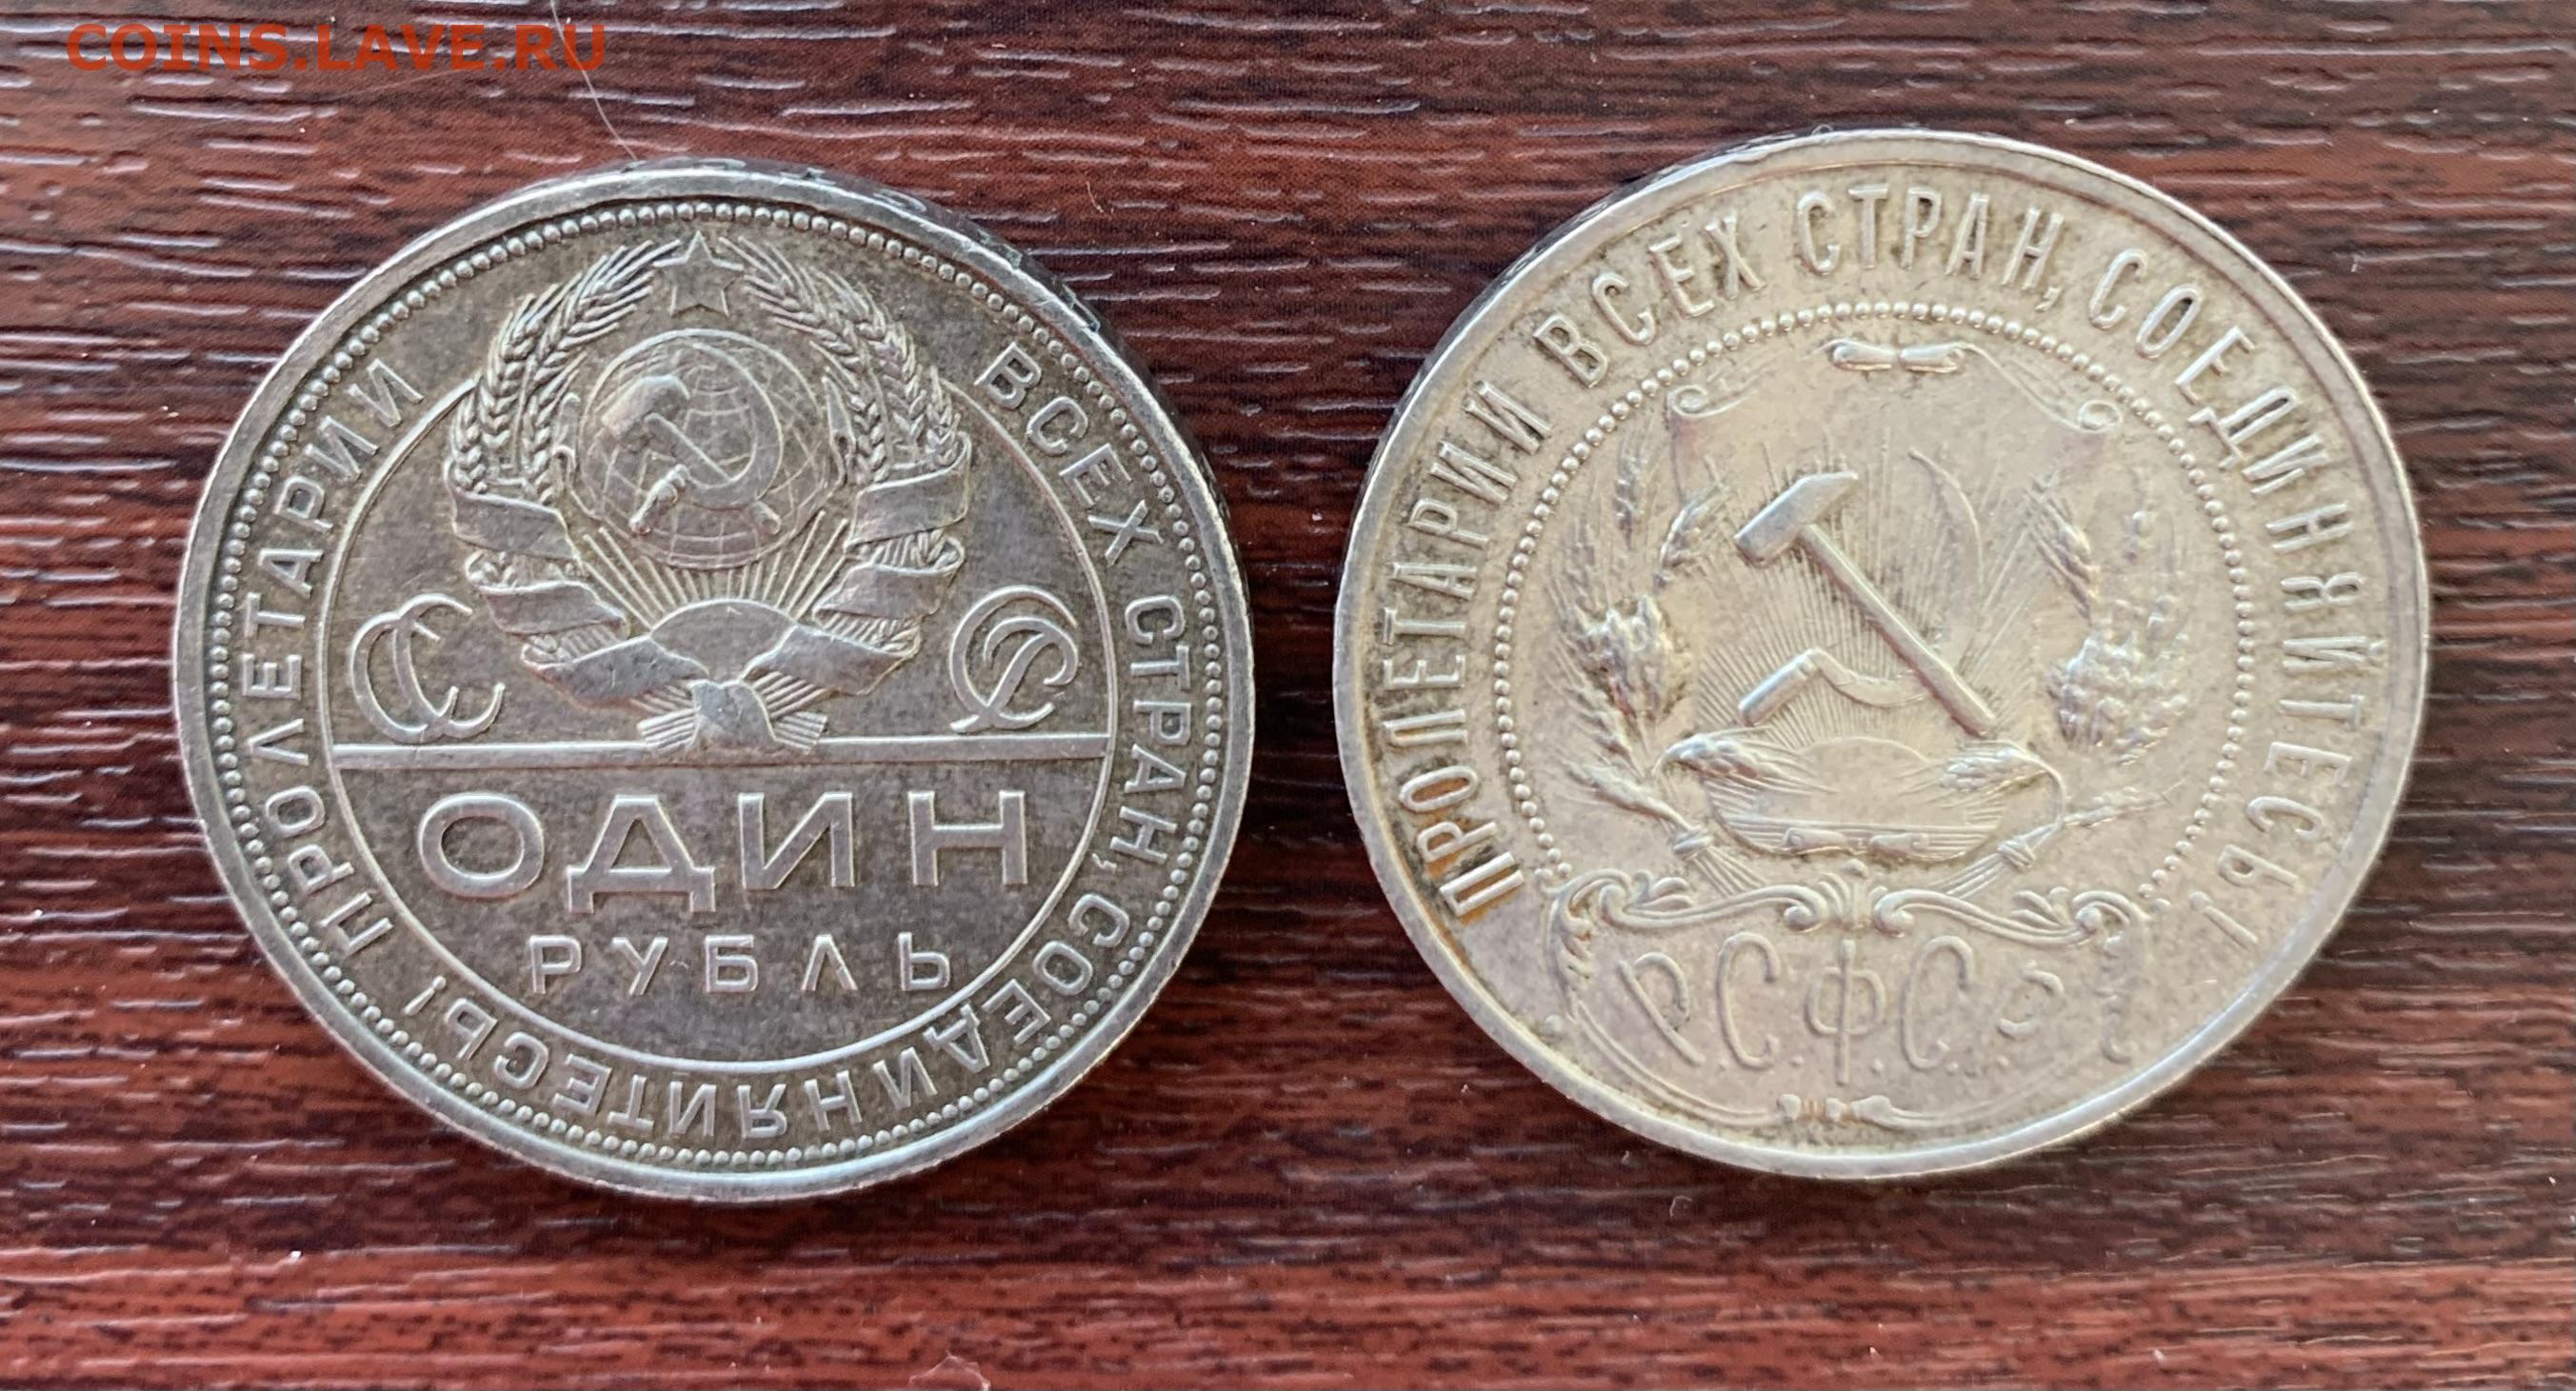 COINS.LAVE.RU
ПРОЛЕТАРИИ ВСЕХ СТРАН, СОЕДИНЯЙТЕСЬ!
СС СР
ОДИН
РУБЛЬ
ПРОЛЕТАРИИ ВСЕХ СТРАН, СОЕДИНЯЙТЕСЬ!
Р.С.Ф.С.Р.